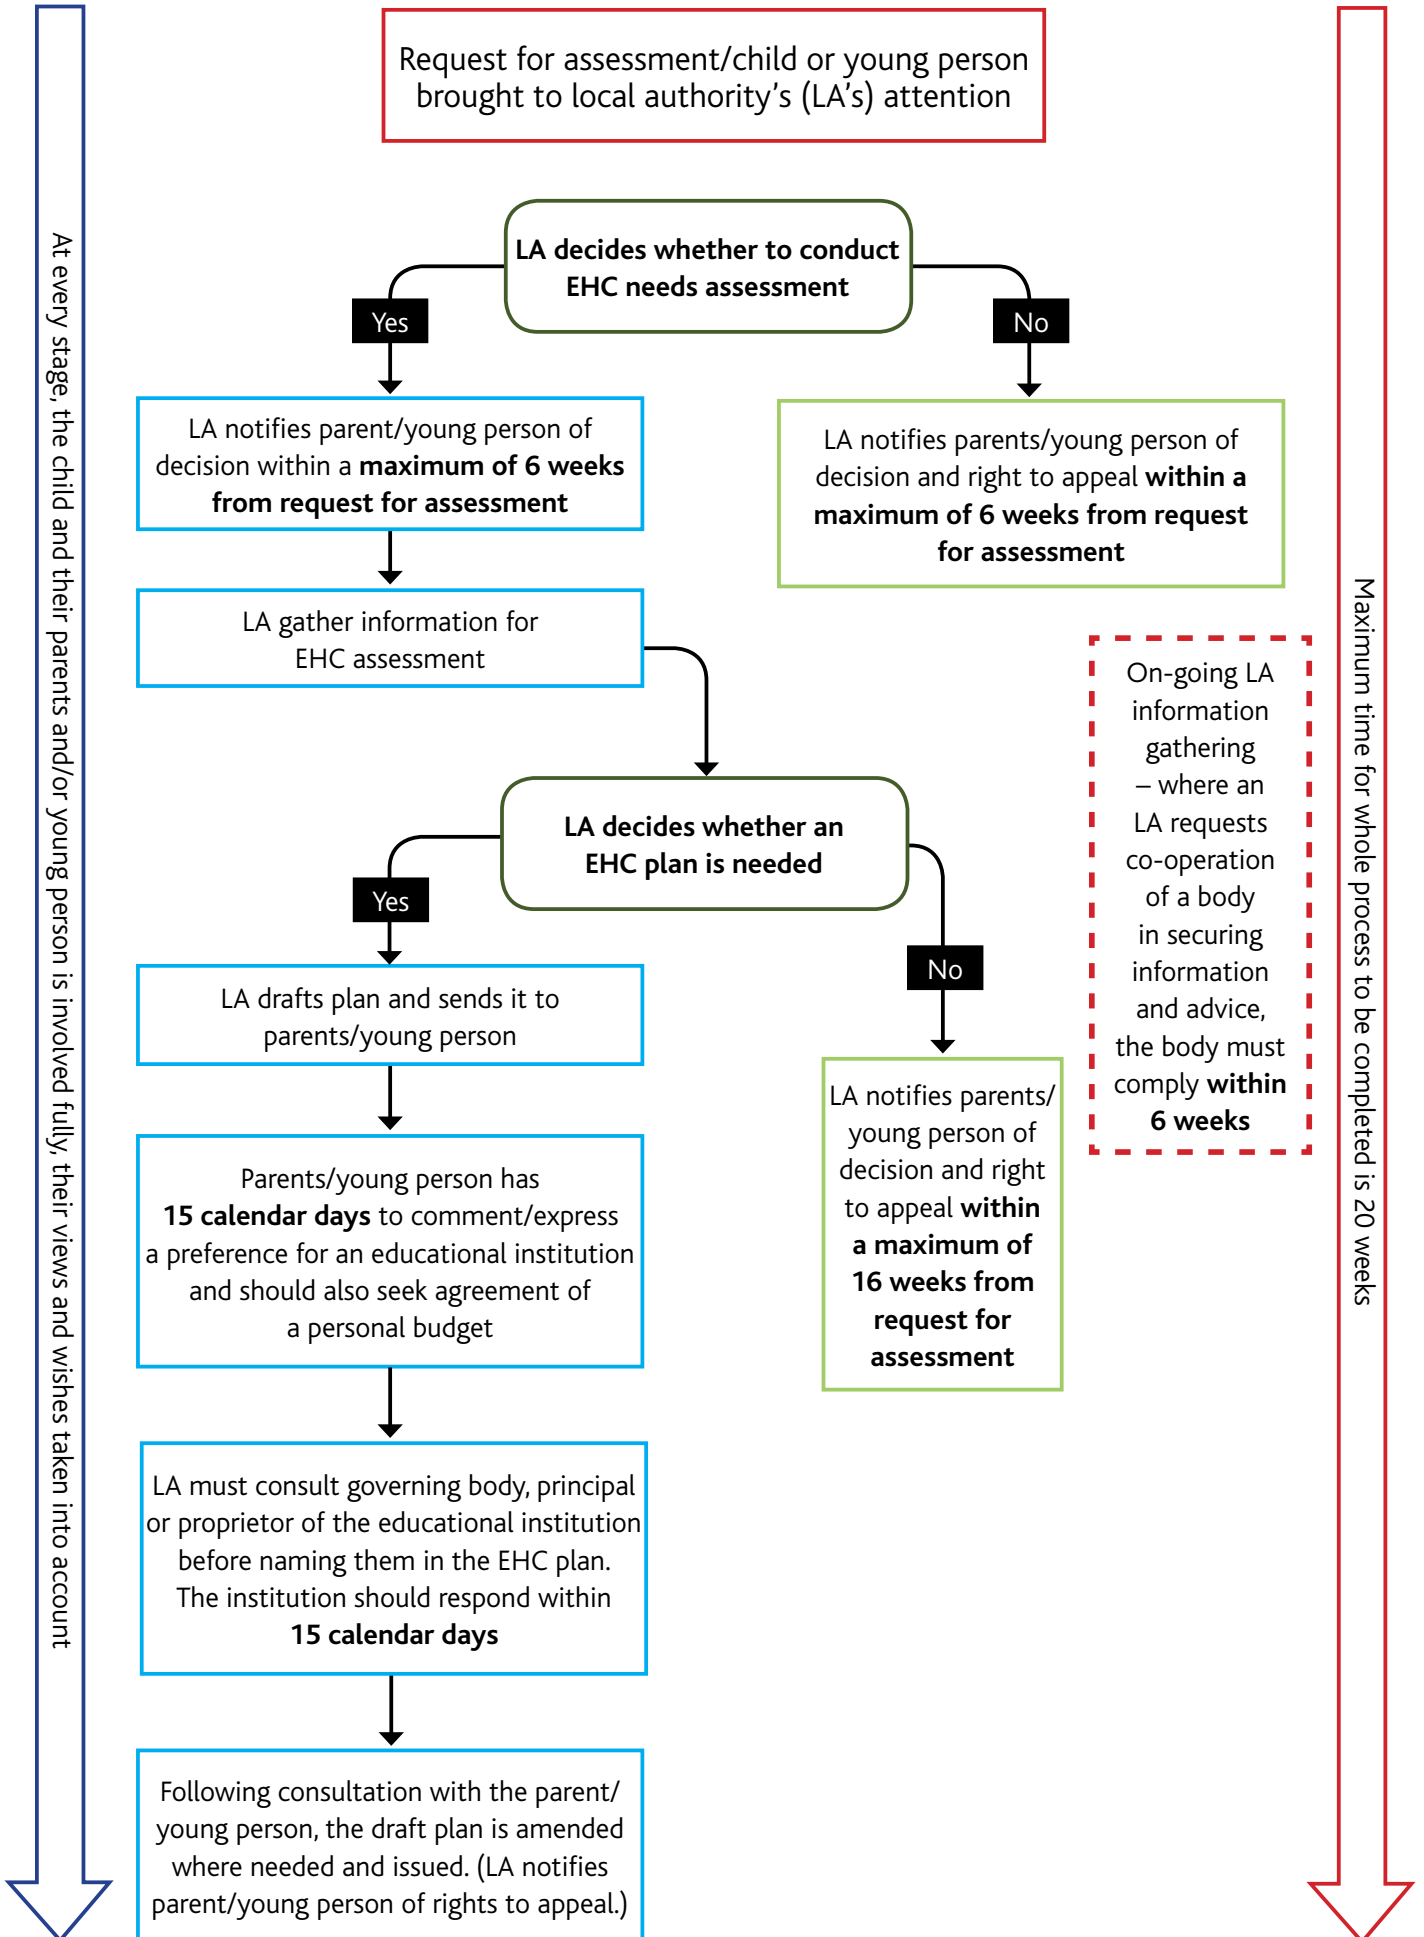 Request for assessment/child or young person
brought to local authority’s (LA’s) attention
LA decides whether to conduct
EHC needs assessment
Yes
No
LA notifies parent/young person of
decision within a maximum of 6 weeks
from request for assessment
LA notifies parents/young person of
decision and right to appeal within a
maximum of 6 weeks from request
for assessment
LA gather information for
EHC assessment
On-going LA
information
gathering
– where an
LA requests
co-operation
of a body
in securing
information
and advice,
the body must
comply within
6 weeks
LA decides whether an
EHC plan is needed
Yes
No
LA drafts plan and sends it to
parents/young person
LA notifies parents/
young person of
decision and right
to appeal within
a maximum of
16 weeks from
request for
assessment
Parents/young person has
15 calendar days to comment/express
a preference for an educational institution
and should also seek agreement of
a personal budget
LA must consult governing body, principal
or proprietor of the educational institution
before naming them in the EHC plan.
The institution should respond within
15 calendar days
Following consultation with the parent/
young person, the draft plan is amended
where needed and issued. (LA notifies
parent/young person of rights to appeal.)
At every stage, the child and their parents and/or young person is involved fully, their views and wishes taken into account
Maximum time for whole process to be completed is 20 weeks